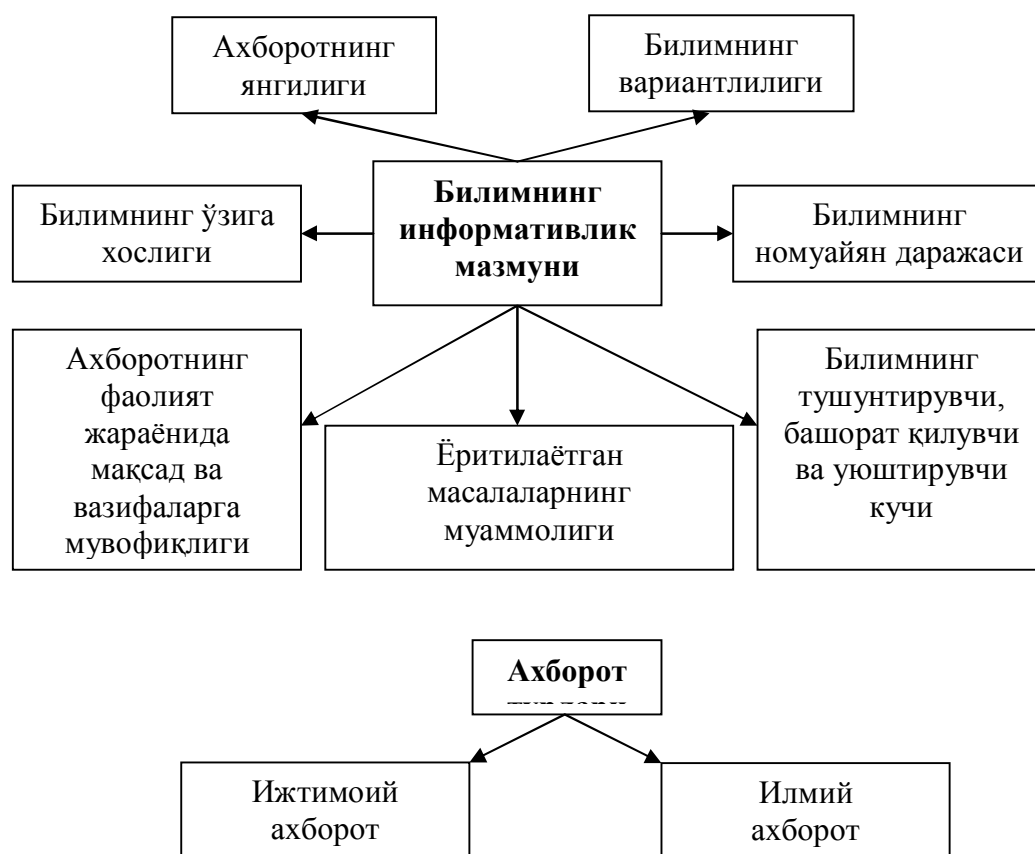 Ахборотнинг
янгилиги
Билимнинг
вариантлилиги
Билимнинг ўзига
хослиги
Билимнинг
информативлик
мазмуни
Билимнинг
номуайян даражаси
Ахборотнинг
фаолият
жараёнида
мақсад ва
вазифаларга
мувофиқлиги
Ёритилаётган
масалаларнинг
муаммолиги
Билимнинг
тушунтирувчи,
башорат қилувчи
ва уюштирувчи
кучи
Ахборот
Ижтимоий
ахборот
Илмий
ахборот